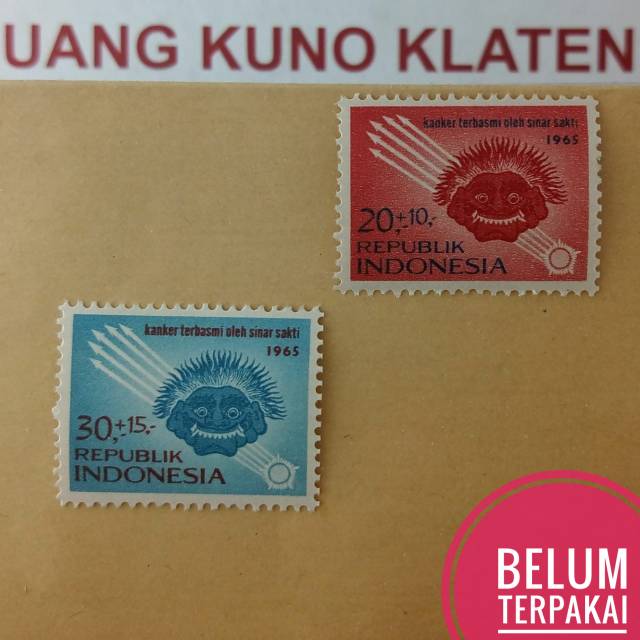 UANG KUNO KLATEN
kanker terbasmi oleh sinar sakti
1965
20,+10,-
REPUBLIK
INDONESIA
kanker terbasmi oleh sinar sakti
1965
30,+15.-
REPUBLIK
INDONESIA
BELUM
TERPAKAI